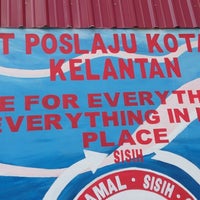 T POSLAJU KOT
KELANTAN
E FOR EVERYTH
EVERYTHING IN
PLACE
SISIH
AMAL · SISIH ·